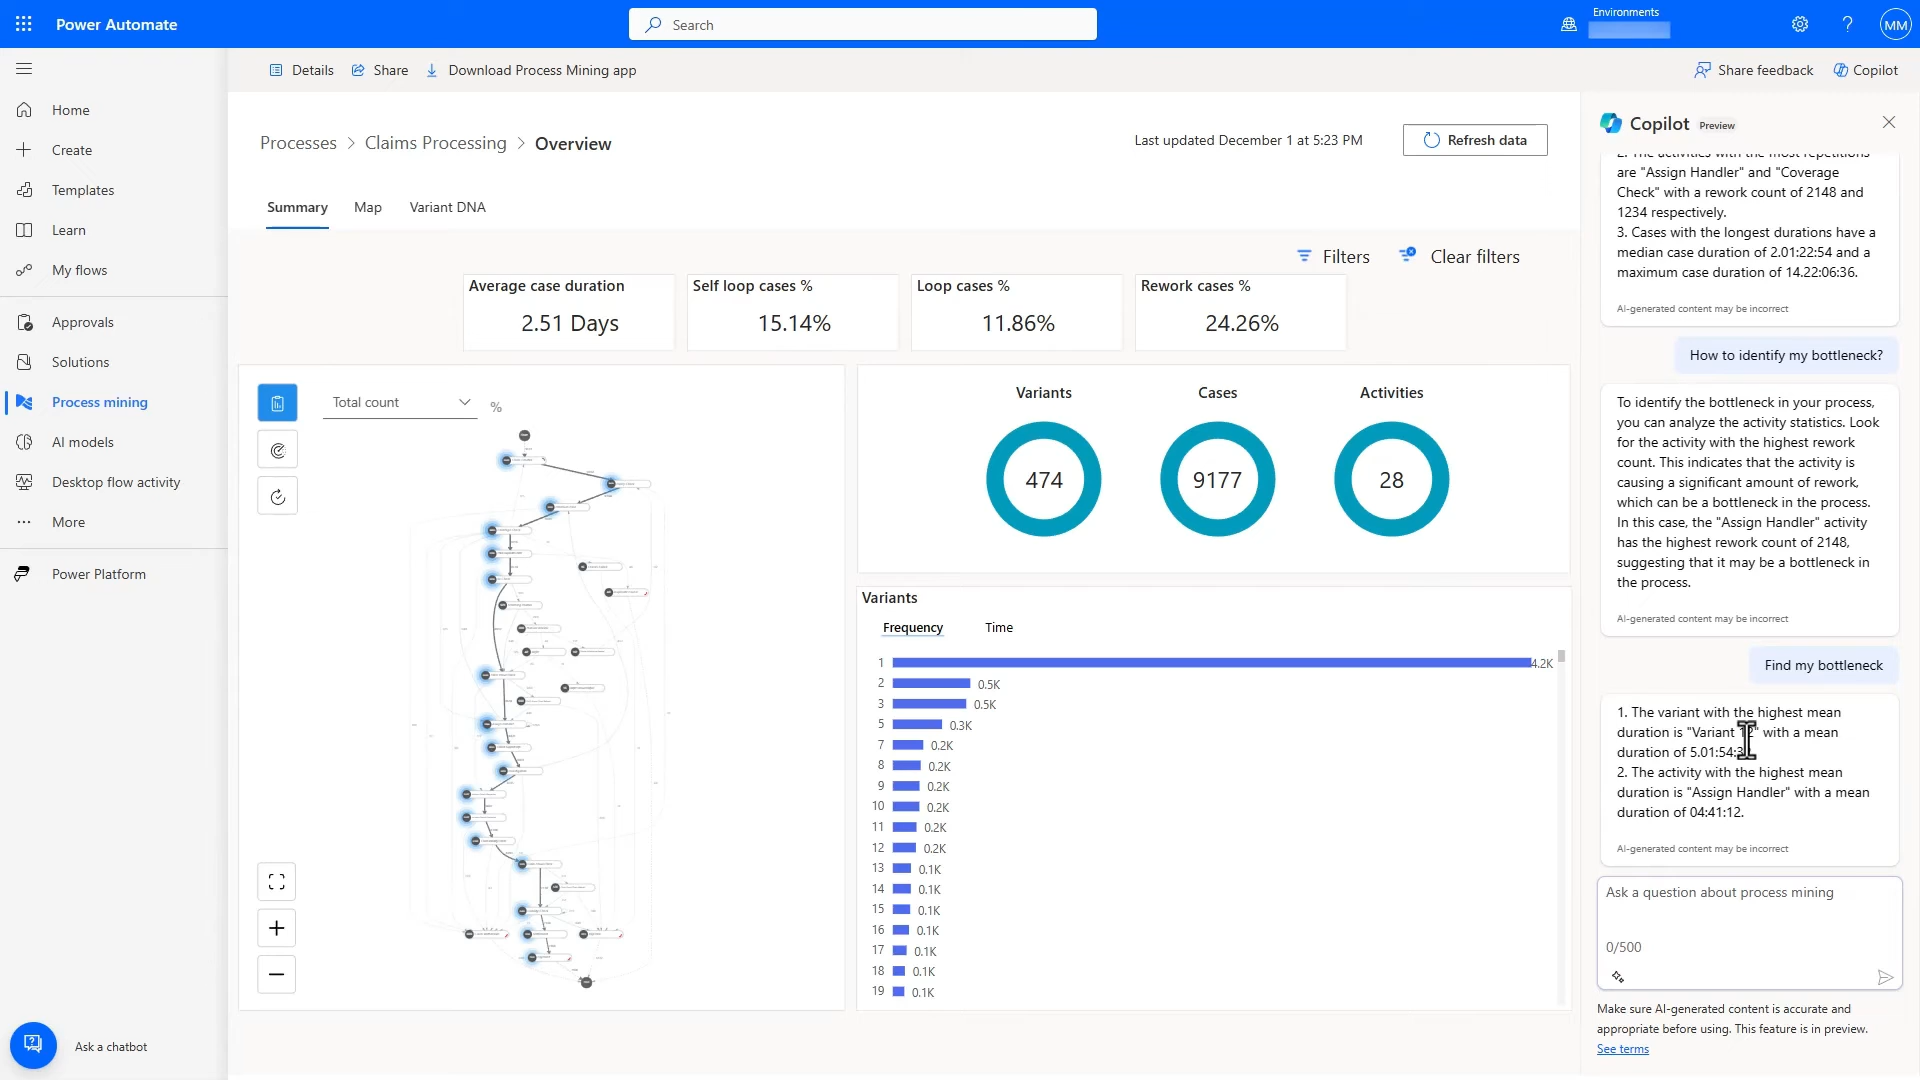 Power Automate
Search
Environments
MM
Details
Share
Download Process Mining app
Share feedback
Copilot
Home
Create
Templates
Learn
My flows
Approvals
Solutions
Process mining
AI models
Desktop flow activity
More
Power Platform
Ask a chatbot
Processes > Claims Processing > Overview
Last updated December 1 at 5:23 PM
Refresh data
Summary
Map
Variant DNA
Filters
Clear filters
Average case duration
2.51 Days
Self loop cases %
15.14%
Loop cases %
11.86%
Rework cases %
24.26%
Total count
%
Variants
474
Cases
9177
Activities
28
Variants
Frequency
Time
1 4.2K
2 0.5K
3 0.5K
5 0.3K
7 0.2K
8 0.2K
9 0.2K
10 0.2K
11 0.2K
12 0.2K
13 0.1K
14 0.1K
15 0.1K
16 0.1K
17 0.1K
18 0.1K
19 0.1K
Copilot Preview
2. The activities with the most repetitions
are "Assign Handler" and "Coverage
Check" with a rework count of 2148 and
1234 respectively.
3. Cases with the longest durations have a
median case duration of 2.01:22:54 and a
maximum case duration of 14.22:06:36.
AI-generated content may be incorrect
How to identify my bottleneck?
To identify the bottleneck in your process,
you can analyze the activity statistics. Look
for the activity with the highest rework
count. This indicates that the activity is
causing a significant amount of rework,
which can be a bottleneck in the process.
In this case, the "Assign Handler" activity
has the highest rework count of 2148,
suggesting that it may be a bottleneck in
the process.
AI-generated content may be incorrect
Find my bottleneck
1. The variant with the highest mean
duration is "Variant 12" with a mean
duration of 5.01:54:
2. The activity with the highest mean
duration is "Assign Handler" with a mean
duration of 04:41:12.
AI-generated content may be incorrect
Ask a question about process mining
0/500
Make sure AI-generated content is accurate and
appropriate before using. This feature is in preview.
See terms